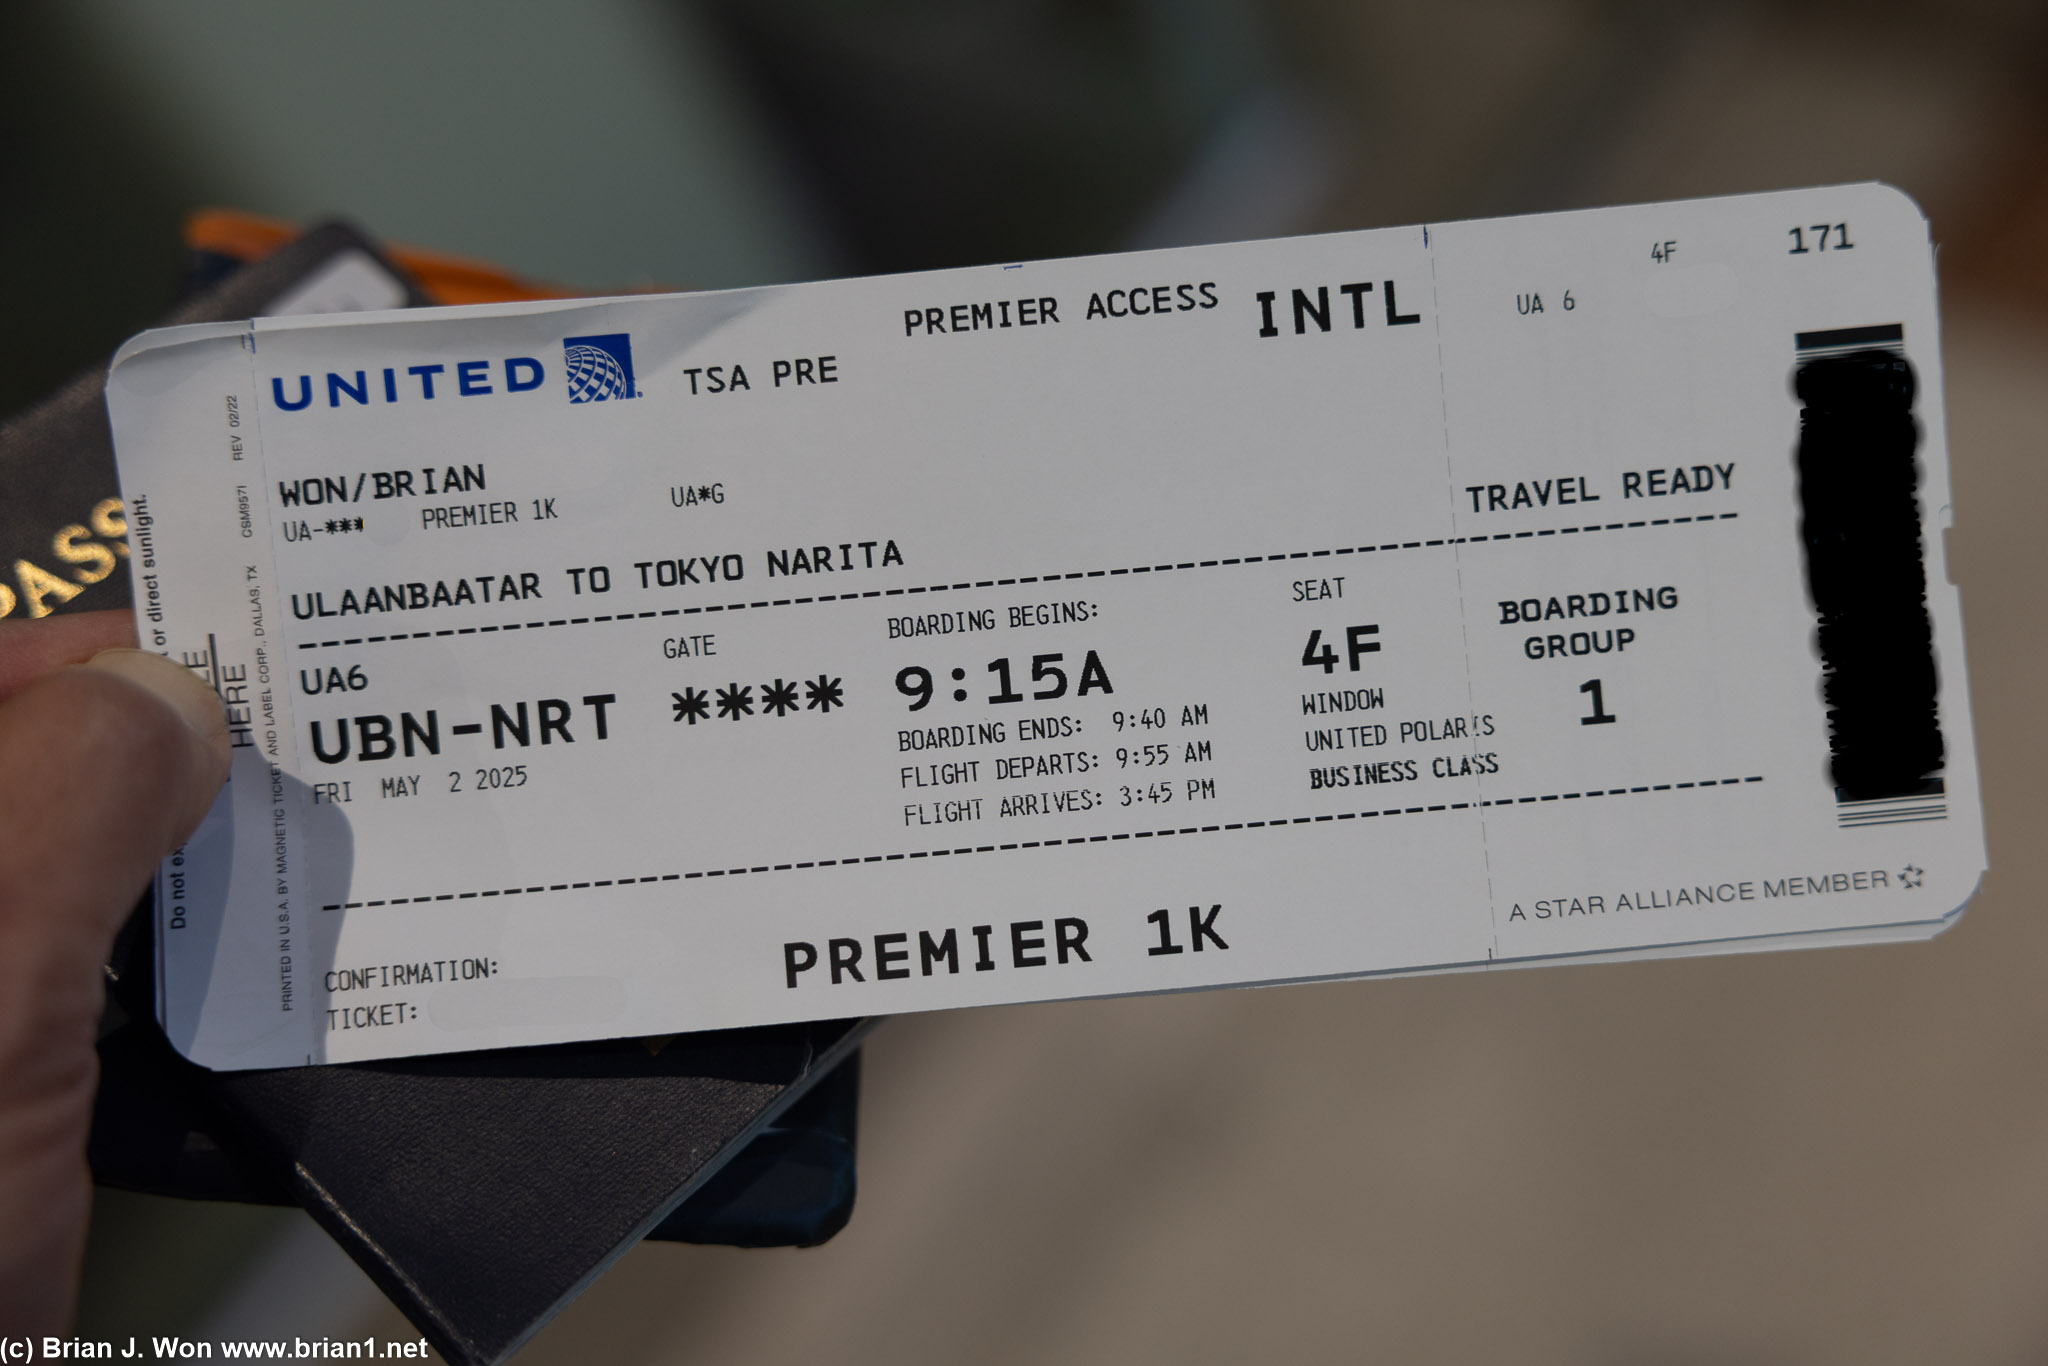 PREMIER ACCESS INTL
4F 171
UA 6
UNITED TSA PRE
WON/BRIAN
UA-*** PREMIER 1K UA*G
TRAVEL READY
ULAANBAATAR TO TOKYO NARITA
UA6 GATE BOARDING BEGINS: SEAT
UBN-NRT **** 9:15A 4F
FRI MAY 2 2025
BOARDING ENDS: 9:40 AM
FLIGHT DEPARTS: 9:55 AM
FLIGHT ARRIVES: 3:45 PM
WINDOW
UNITED POLARIS
BUSINESS CLASS
BOARDING
GROUP
1
CONFIRMATION:
TICKET:
PREMIER 1K
A STAR ALLIANCE MEMBER
PRINTED IN U.S.A. BY MAGNETIC TICKET AND LABEL CORP., DALLAS, TX CSM957I REV 02/22
HERE
Do not
or direct sunlight.
(c) Brian J. Won www.brian1.net